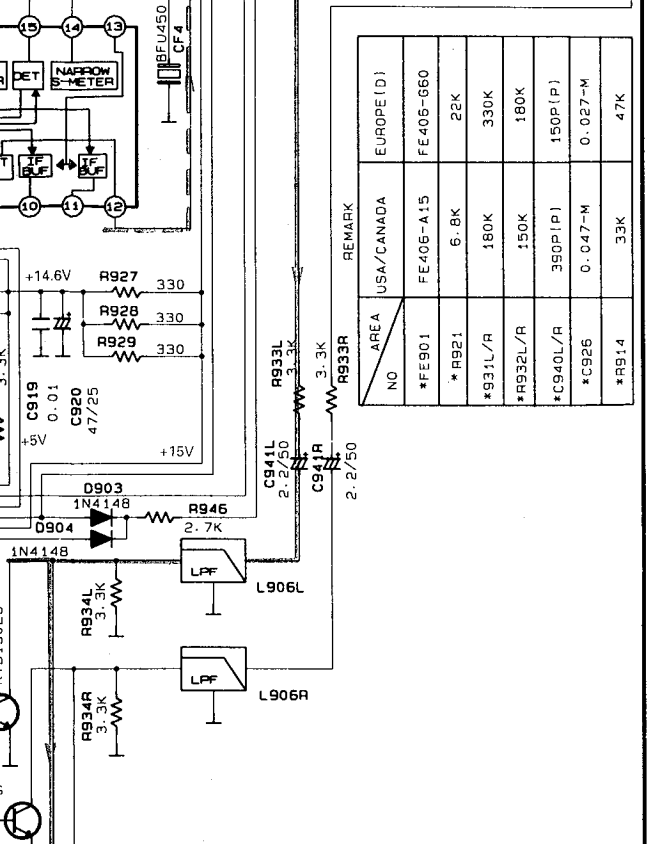 15 14 13
BFU450
CF4
DET
NARROW
S-METER
IF
BUF
IF
BUF
10 11 12
+14.6V
R927
330
R928
330
R929
330
3.3K
C919
0.01
C920
47/25
+5V
+15V
D903
1N4148
D904
1N4148
R946
2.7K
R933L
3.3K
3.3K
R933R
C941L
2.2/50
C941R
2.2/50
LPF
L906L
R934L
3.3K
LPF
L906R
R934R
3.3K
REMARK
AREA
NO
USA/CANADA
EUROPE(D)
*FE901 FE406-A15 FE406-G60
*R921 6.8K 22K
*931L/R 180K 330K
*R932L/R 150K 180K
*C940L/R 390P(P) 150P(P)
*C926 0.047-M 0.027-M
*R914 33K 47K